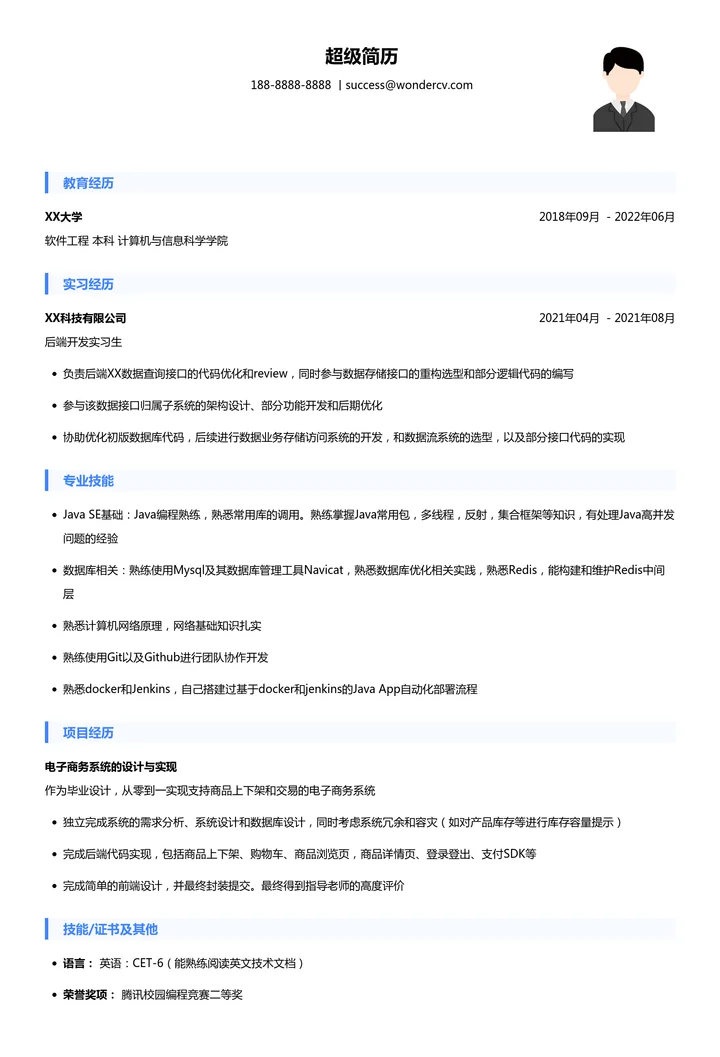 超级简历
188-8888-8888 | success@wondercv.com
教育经历
XX大学 2018年09月 - 2022年06月
软件工程 本科 计算机与信息科学学院
实习经历
XX科技有限公司 2021年04月 - 2021年08月
后端开发实习生
• 负责后端XX数据查询接口的代码优化和review，同时参与数据存储接口的重构选型和部分逻辑代码的编写
• 参与该数据接口归属子系统的架构设计、部分功能开发和后期优化
• 协助优化初版数据库代码，后续进行数据业务存储访问系统的开发，和数据流系统的选型，以及部分接口代码的实现
专业技能
• Java SE基础：Java编程熟练，熟悉常用库的调用。熟练掌握Java常用包，多线程，反射，集合框架等知识，有处理Java高并发
问题的经验
• 数据库相关：熟练使用Mysql及其数据库管理工具Navicat，熟悉数据库优化相关实践，熟悉Redis，能构建和维护Redis中间
层
• 熟悉计算机网络原理，网络基础知识扎实
• 熟练使用Git以及Github进行团队协作开发
• 熟悉docker和Jenkins，自己搭建过基于docker和jenkins的Java App自动化部署流程
项目经历
电子商务系统的设计与实现
作为毕业设计，从零到一实现支持商品上下架和交易的电子商务系统
• 独立完成系统的需求分析、系统设计和数据库设计，同时考虑系统冗余和容灾（如对产品库存等进行库存容量提示）
• 完成后端代码实现，包括商品上下架、购物车、商品浏览页，商品详情页、登录登出、支付SDK等
• 完成简单的前端设计，并最终封装提交。最终得到指导老师的高度评价
技能/证书及其他
• 语言： 英语：CET-6（能熟练阅读英文技术文档）
• 荣誉奖项： 腾讯校园编程竞赛二等奖